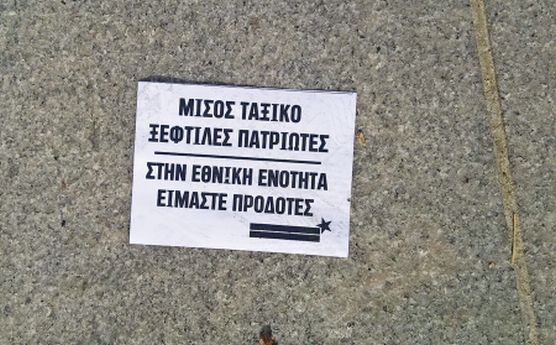 ΜΙΣΟΣ ΤΑΞΙΚΟ
ΞΕΦΤΙΛΕΣ ΠΑΤΡΙΩΤΕΣ
ΣΤΗΝ ΕΘΝΙΚΗ ΕΝΟΤΗΤΑ
ΕΙΜΑΣΤΕ ΠΡΟΔΟΤΕΣ